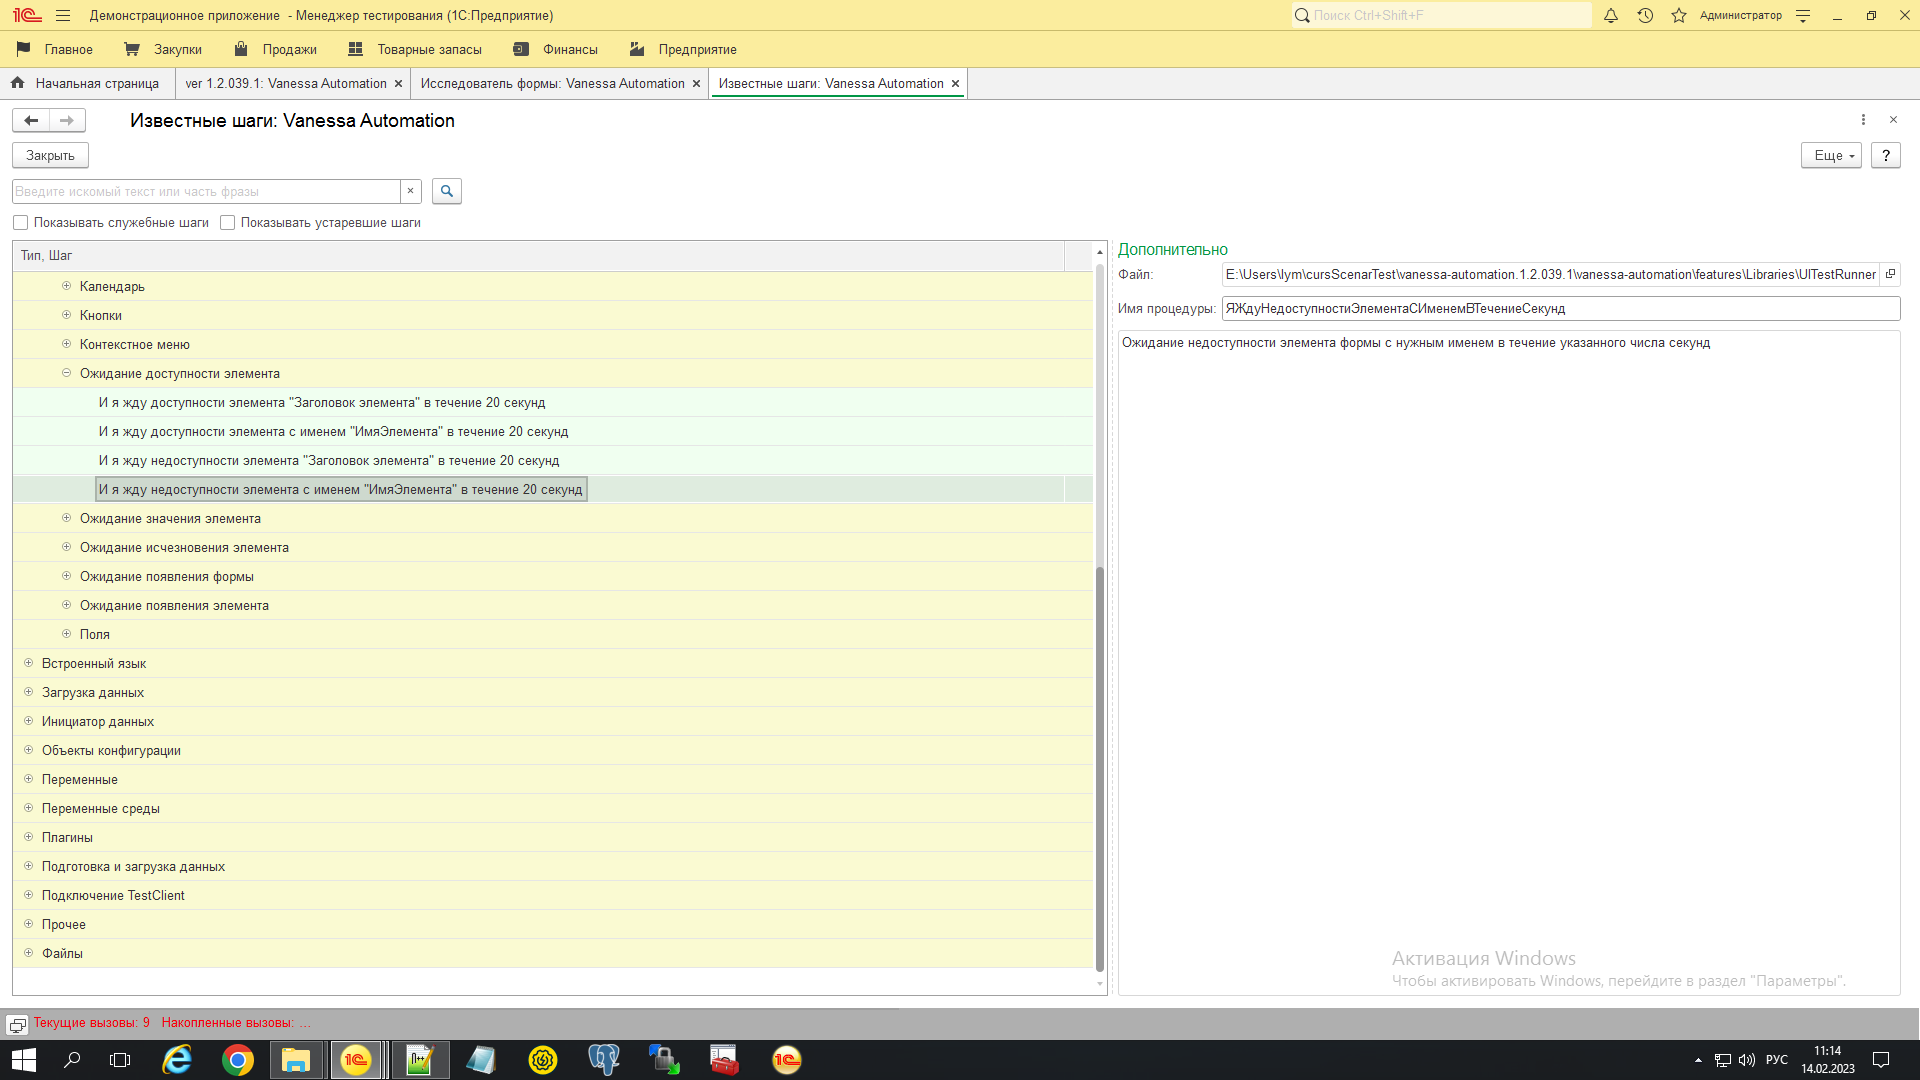 Демонстрационное приложение - Менеджер тестирования (1С:Предприятие)
Поиск Ctrl+Shift+F
Администратор
Главное
Закупки
Продажи
Товарные запасы
Финансы
Предприятие
Начальная страница
ver 1.2.039.1: Vanessa Automation
Исследователь формы: Vanessa Automation
Известные шаги: Vanessa Automation
Известные шаги: Vanessa Automation
Закрыть
Еще
?
Введите искомый текст или часть фразы
Показывать служебные шаги
Показывать устаревшие шаги
Тип, Шаг
Календарь
Кнопки
Контекстное меню
Ожидание доступности элемента
И я жду доступности элемента "Заголовок элемента" в течение 20 секунд
И я жду доступности элемента с именем "ИмяЭлемента" в течение 20 секунд
И я жду недоступности элемента "Заголовок элемента" в течение 20 секунд
И я жду недоступности элемента с именем "ИмяЭлемента" в течение 20 секунд
Ожидание значения элемента
Ожидание исчезновения элемента
Ожидание появления формы
Ожидание появления элемента
Поля
Встроенный язык
Загрузка данных
Инициатор данных
Объекты конфигурации
Переменные
Переменные среды
Плагины
Подготовка и загрузка данных
Подключение TestClient
Прочее
Файлы
Дополнительно
Файл:
E:\Users\lym\cursScenarTest\vanessa-automation.1.2.039.1\vanessa-automation\features\Libraries\UITestRunner
Имя процедуры:
ЯЖдуНедоступностиЭлементаСИменемВТечениеСекунд
Ожидание недоступности элемента формы с нужным именем в течение указанного числа секунд
Активация Windows
Чтобы активировать Windows, перейдите в раздел "Параметры".
Текущие вызовы: 9 Накопленные вызовы: ...
РУС
11:14
14.02.2023